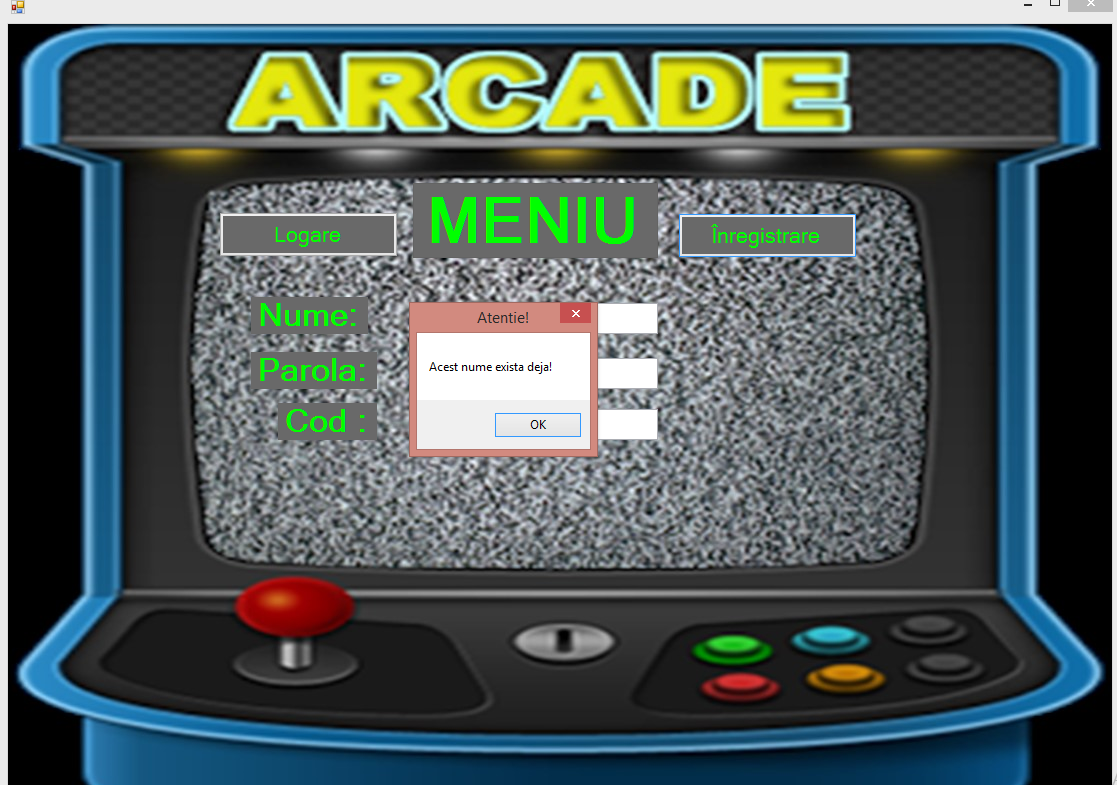 ARCADE
MENIU
Logare
Înregistrare
Nume:
Parola:
Cod :
Atentie!
Acest nume exista deja!
OK